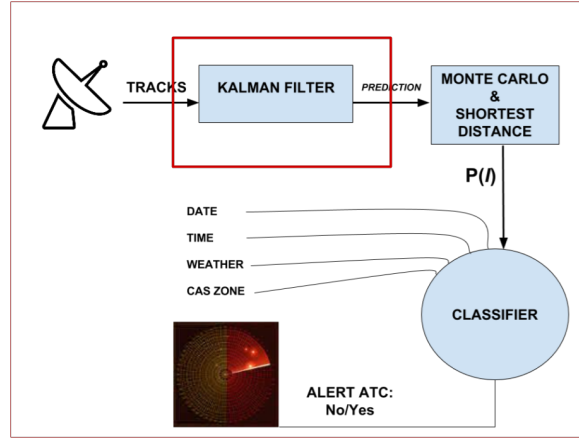 TRACKS
KALMAN FILTER
PREDICTION
MONTE CARLO
&
SHORTEST
DISTANCE
P(I)
DATE
TIME
WEATHER
CAS ZONE
CLASSIFIER
ALERT ATC:
No/Yes